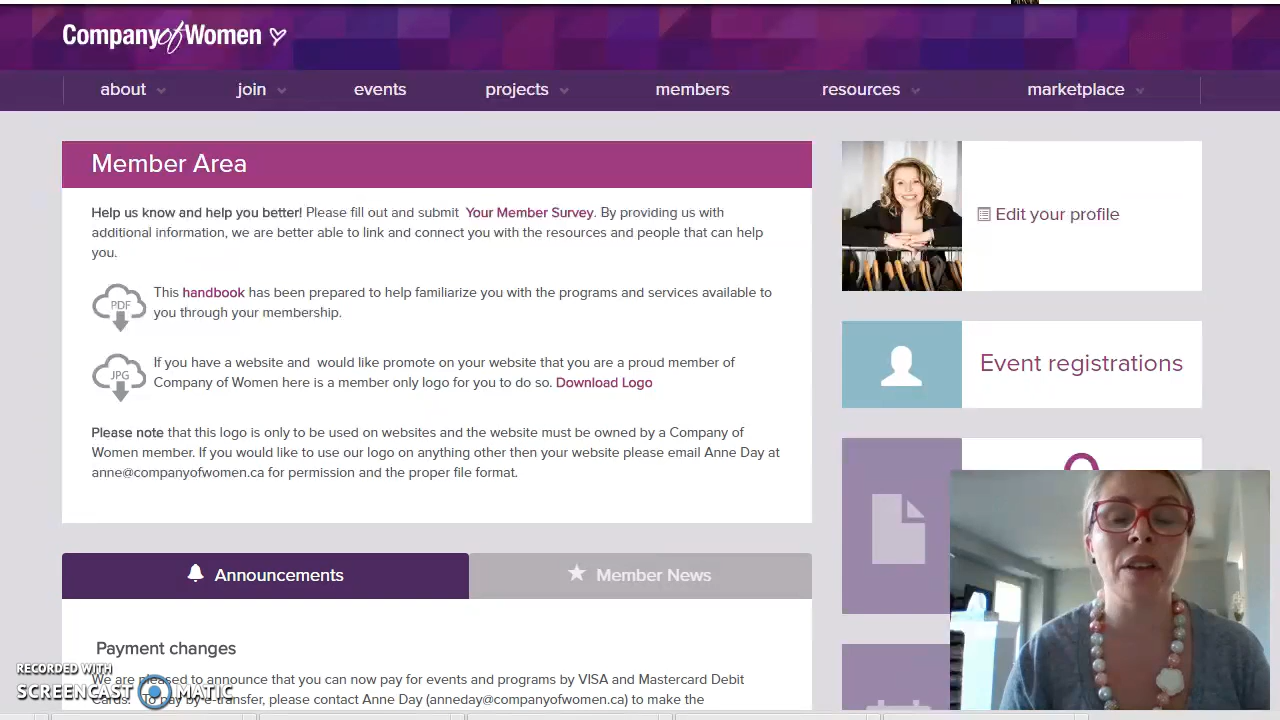 Company of Women
about
join
events
projects
members
resources
marketplace
Member Area
Help us know and help you better! Please fill out and submit Your Member Survey. By providing us with
additional information, we are better able to link and connect you with the resources and people that can help
you.
PDF
This handbook has been prepared to help familiarize you with the programs and services available to
you through your membership.
JPG
If you have a website and would like promote on your website that you are a proud member of
Company of Women here is a member only logo for you to do so. Download Logo
Please note that this logo is only to be used on websites and the website must be owned by a Company of
Women member. If you would like to use our logo on anything other then your website please email Anne Day at
anne@companyofwomen.ca for permission and the proper file format.
Edit your profile
Event registrations
Announcements
Member News
Payment changes
We are pleased to announce that you can now pay for events and programs by VISA and Mastercard Debit
Cards. To pay by e-transfer, please contact Anne Day (anneday@companyofwomen.ca) to make the
RECORDED WITH
SCREENCAST MATIC